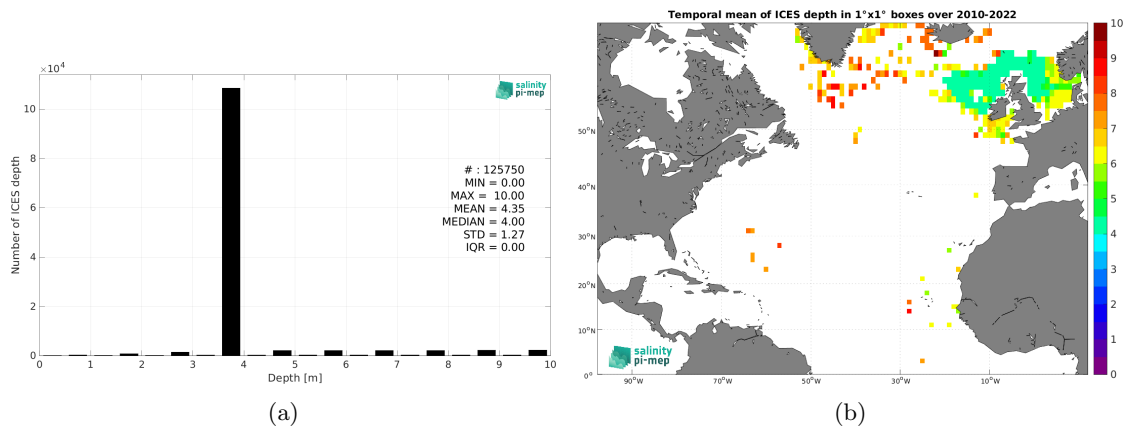 ×10⁴
salinity
pi-mep
10
8
6
4
2
0
Number of ICES depth
# : 125750
MIN = 0.00
MAX = 10.00
MEAN = 4.35
MEDIAN = 4.00
STD = 1.27
IQR = 0.00
0 1 2 3 4 5 6 7 8 9 10
Depth [m]
(a)
Temporal mean of ICES depth in 1°x1° boxes over 2010-2022
50°N
40°N
30°N
20°N
10°N
0°
90°W 70°W 50°W 30°W 10°W
salinity
pi-mep
10
9
8
7
6
5
4
3
2
1
0
(b)